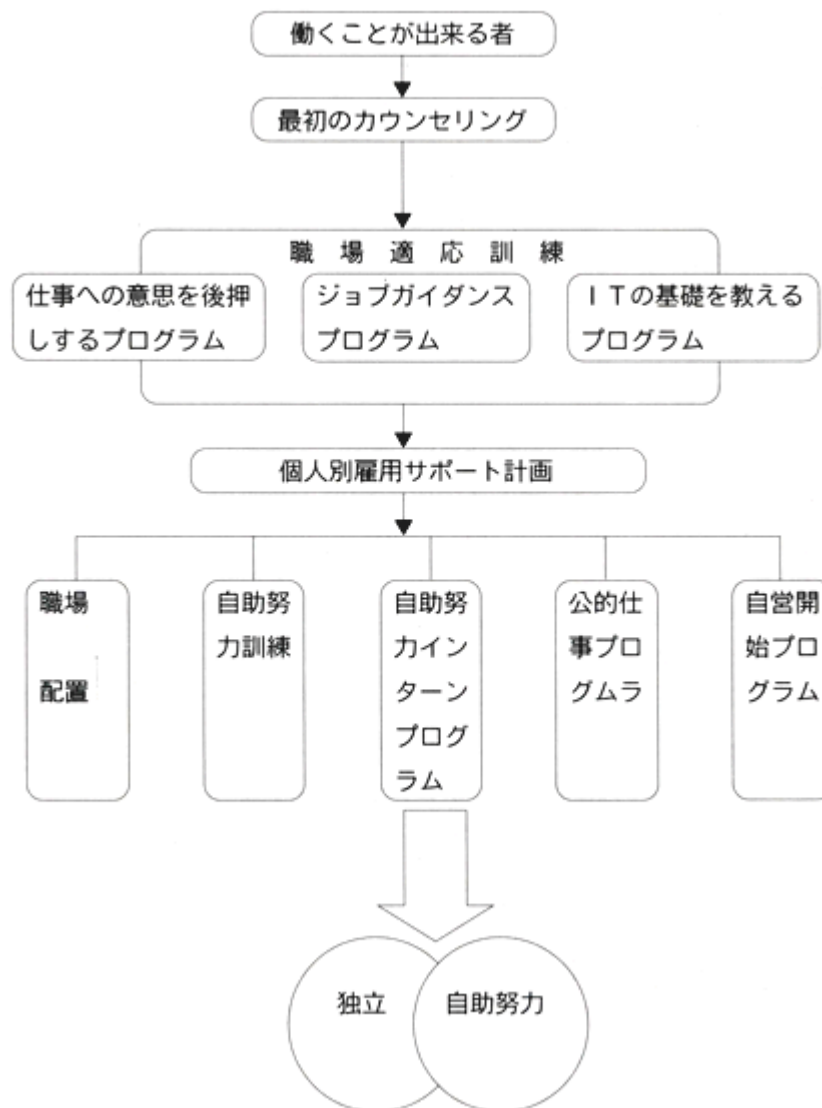 働くことが出来る者
最初のカウンセリング
職場適応訓練
仕事への意思を後押
しするプログラム
ジョブガイダンス
プログラム
ITの基礎を教える
プログラム
個人別雇用サポート計画
職場
配置
自助努
力訓練
自助努
力イン
ターン
プログ
ラム
公的仕
事プロ
グムラ
自営開
始プロ
グラム
独立
自助努力